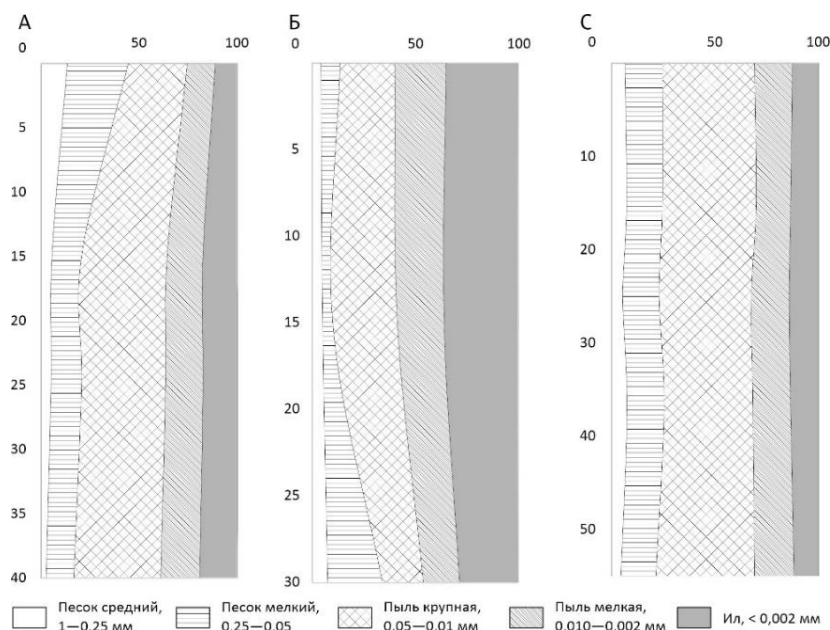 А
0 50 100
5
10
15
20
25
30
35
40
Б
0 50 100
5
10
15
20
25
30
С
0 50 100
10
20
30
40
50
Песок средний,
1—0.25 мм
Песок мелкий,
0.25—0.05
Пыль крупная,
0.05—0.01 мм
Пыль мелкая,
0.010—0.002 мм
Ил, < 0,002 мм